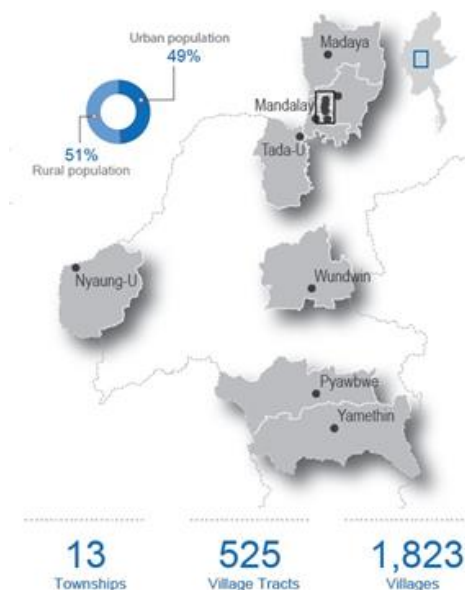 Urban population
49%
51%
Rural population
Madaya
Mandalay
Tada-U
Nyaung-U
Wundwin
Pyawbwe
Yamethin
13
Townships
525
Village Tracts
1,823
Villages